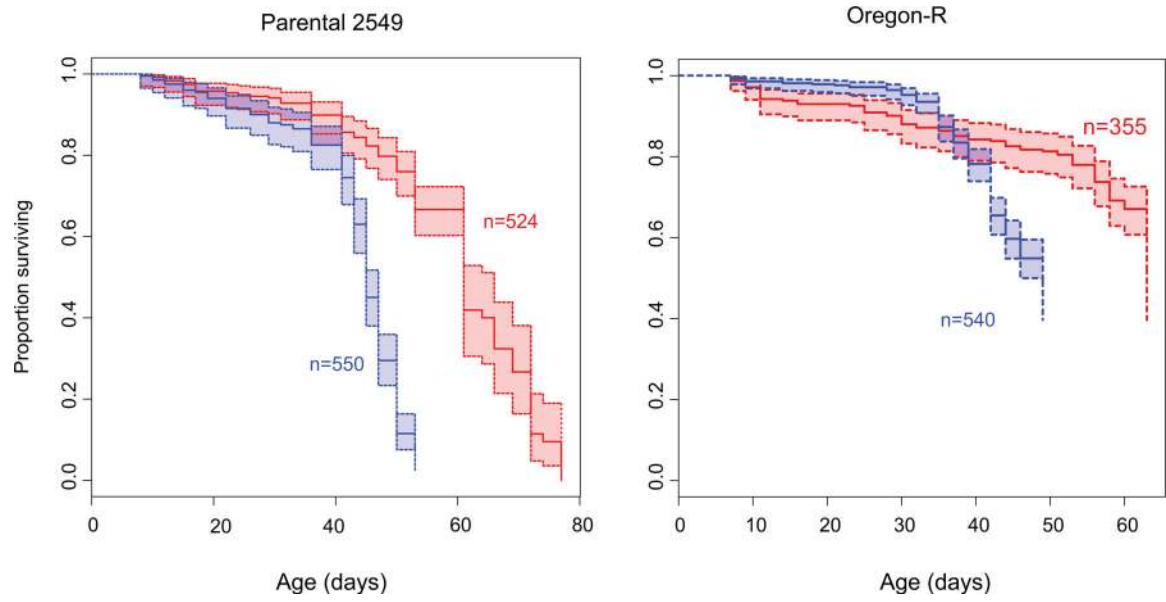 Parental 2549
Oregon-R
Proportion surviving
1.0
0.8
0.6
0.4
0.2
0.0
n=524
n=550
0 20 40 60 80
Age (days)
1.0
0.8
0.6
0.4
0.2
0.0
n=355
n=540
0 10 20 30 40 50 60
Age (days)